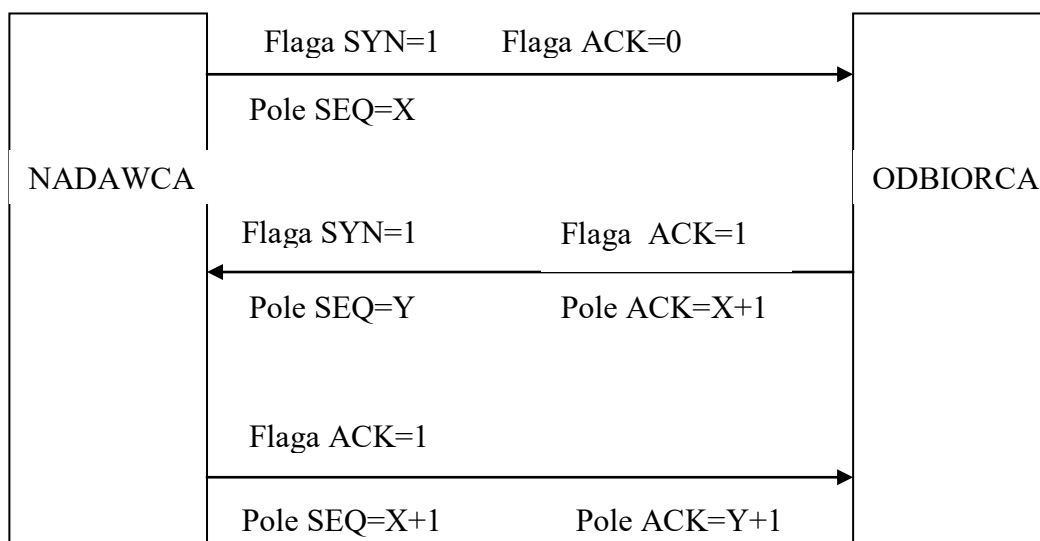 Flaga SYN=1 Flaga ACK=0
Pole SEQ=X
NADAWCA ODBIORCA
Flaga SYN=1 Flaga ACK=1
Pole SEQ=Y Pole ACK=X+1
Flaga ACK=1
Pole SEQ=X+1 Pole ACK=Y+1